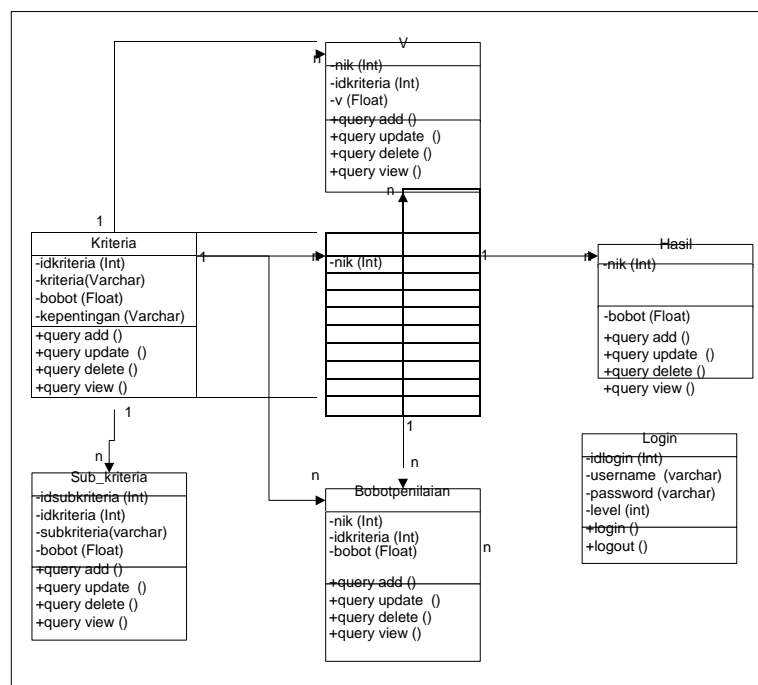 V
n
-nik (Int)
-idkriteria (Int)
-v (Float)
+query add ()
+query update ()
+query delete ()
+query view ()
n
1
Kriteria
-idkriteria (Int)
-kriteria(Varchar)
-bobot (Float)
-kepentingan (Varchar)
+query add ()
+query update ()
+query delete ()
+query view ()
1
1
n
-nik (Int)
1
1
n
Hasil
-nik (Int)
-bobot (Float)
+query add ()
+query update ()
+query delete ()
+query view ()
n
Sub_kriteria
-idsubkriteria (Int)
-idkriteria (Int)
-subkriteria(varchar)
-bobot (Float)
+query add ()
+query update ()
+query delete ()
+query view ()
n
n
Bobotpenilaian
-nik (Int)
-idkriteria (Int)
-bobot (Float)
n
+query add ()
+query update ()
+query delete ()
+query view ()
Login
-idlogin (Int)
-username (varchar)
-password (varchar)
-level (int)
+login ()
+logout ()